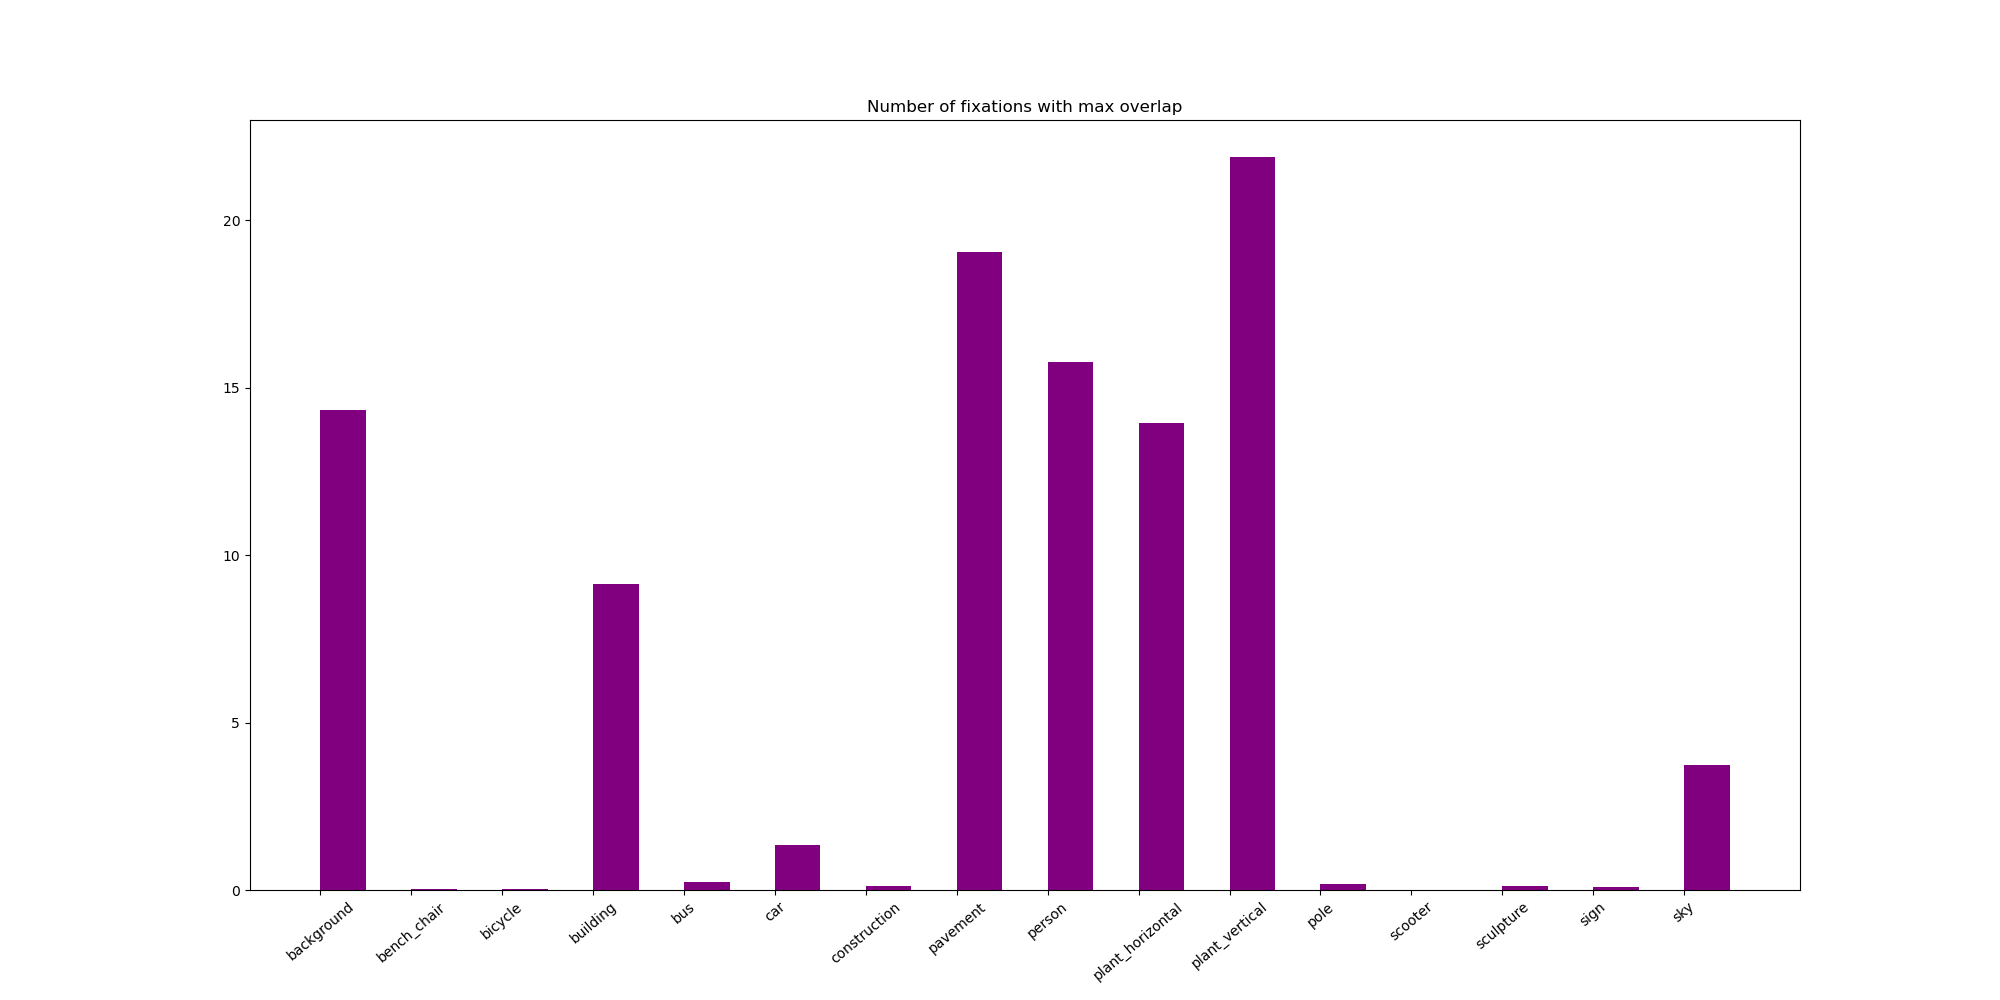 Number of fixations with max overlap
20
15
10
5
0
background
bench_chair
bicycle
building
bus
car
construction
pavement
person
plant_horizontal
plant_vertical
pole
scooter
sculpture
sign
sky